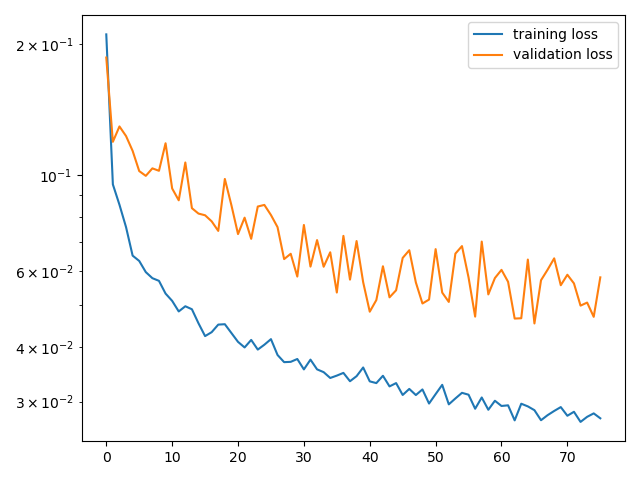 training loss
validation loss
2 × 10⁻¹
10⁻¹
6 × 10⁻²
4 × 10⁻²
3 × 10⁻²
0 10 20 30 40 50 60 70